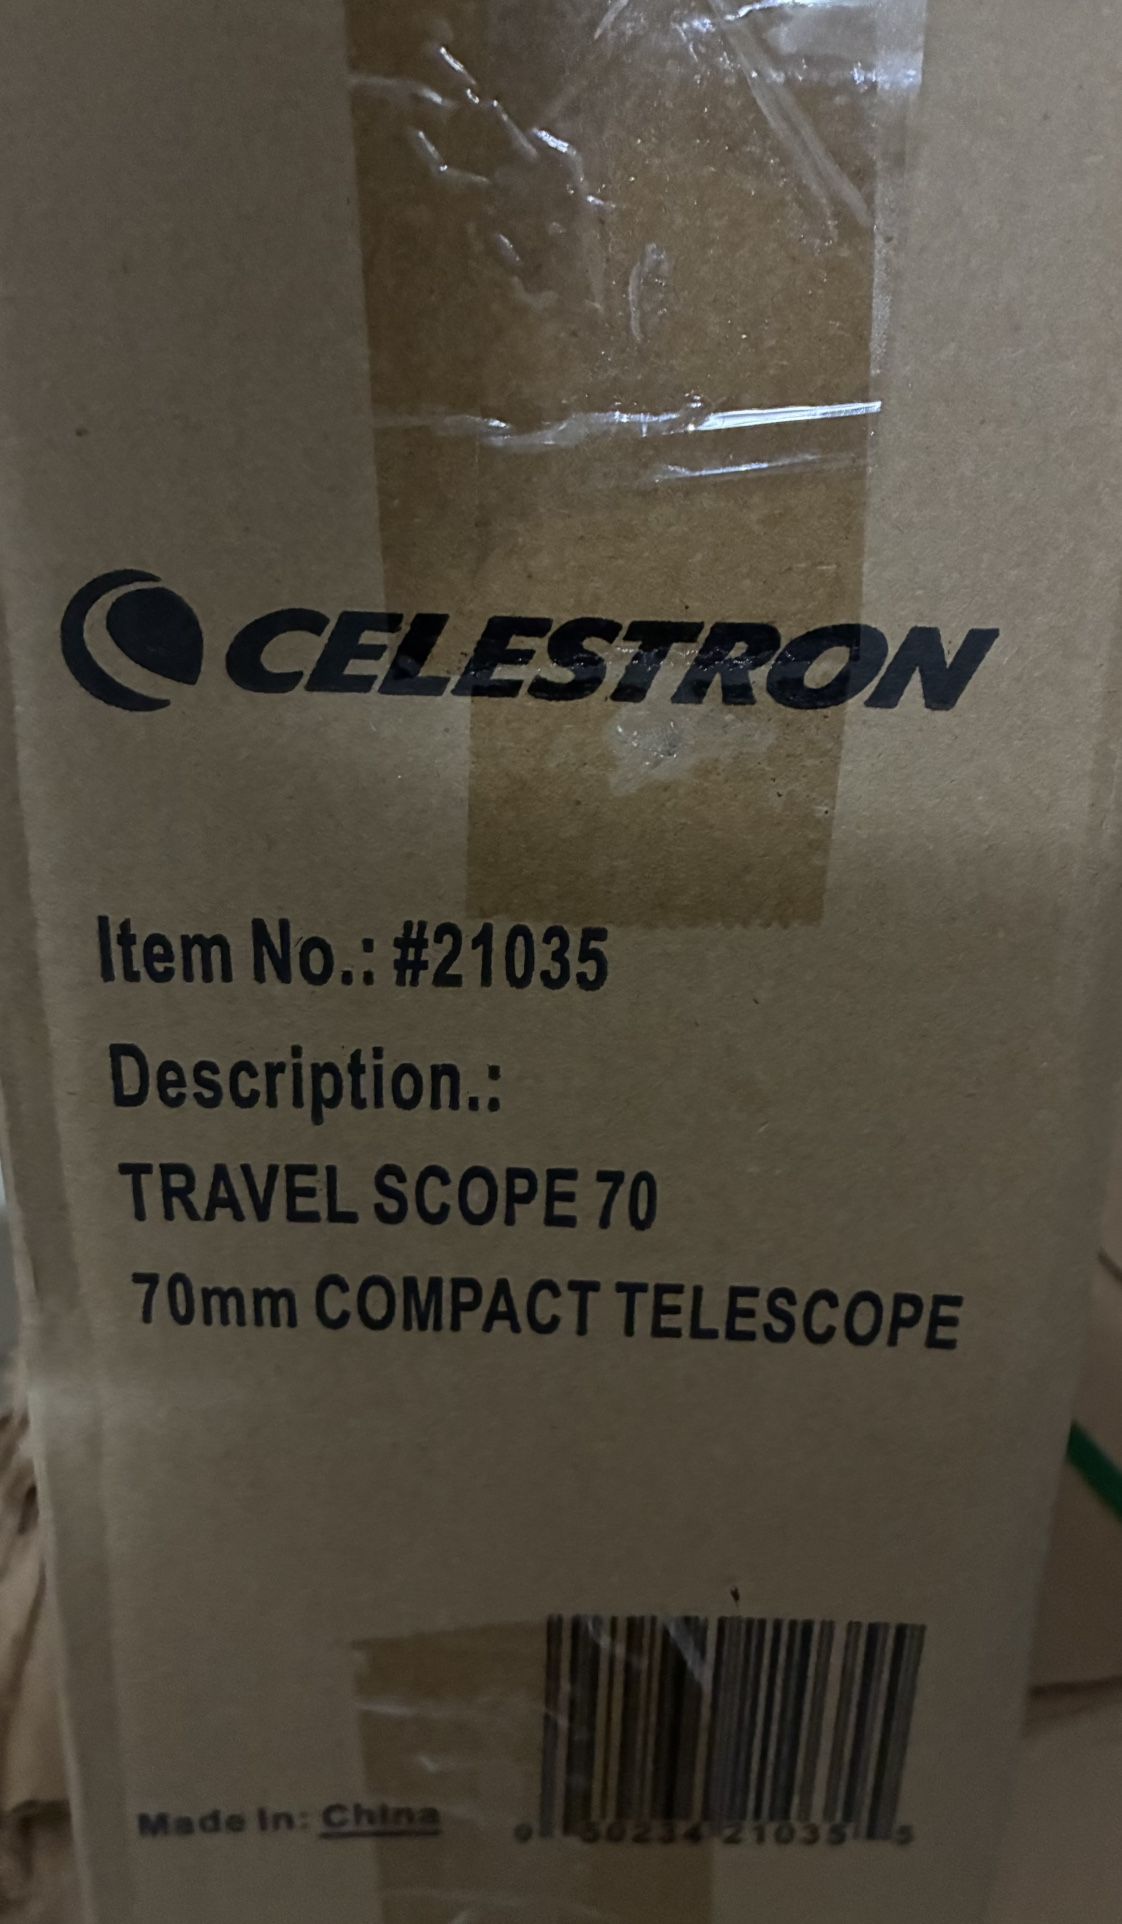 CELESTRON
Item No.: #21035
Description.:
TRAVEL SCOPE 70
70mm COMPACT TELESCOPE
Made In: China